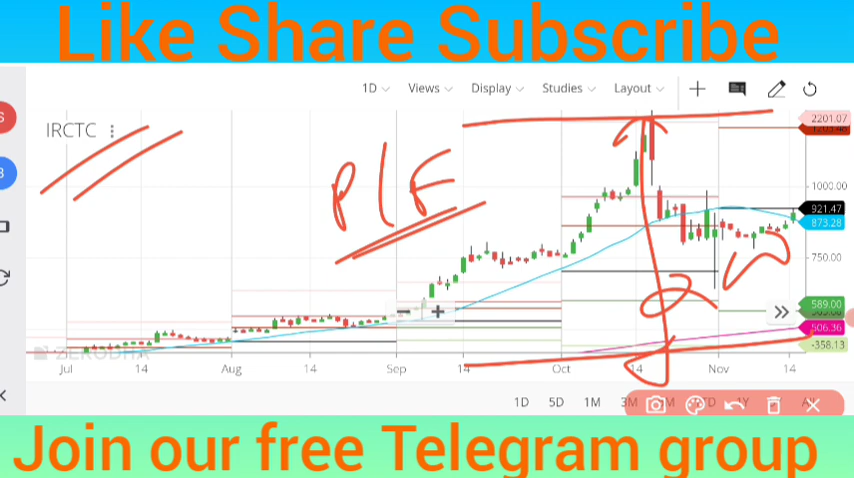 Like Share Subscribe
1D Views Display Studies Layout
IRCTC
2201.07
P/F
1000.00
921.47
873.28
750.00
589.00
506.36
-358.13
ZERODHA
Jul 14 Aug 14 Sep 14 Oct 14 Nov 14
1D 5D 1M 3M
Join our free Telegram group